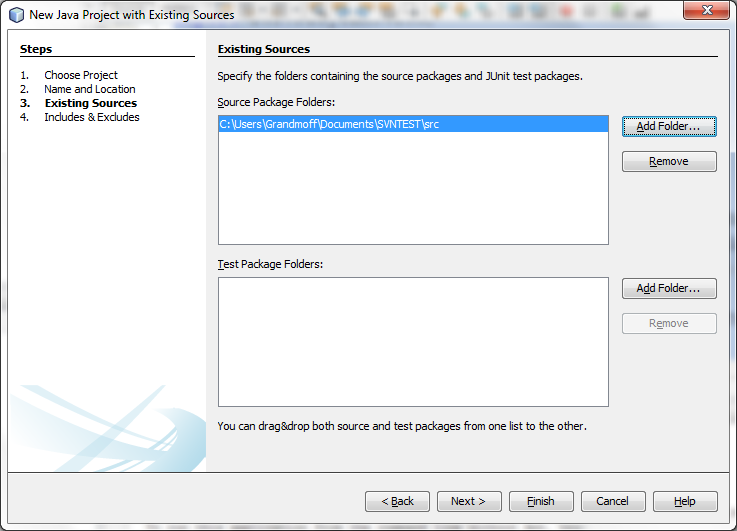 New Java Project with Existing Sources
Steps
1. Choose Project
2. Name and Location
3. Existing Sources
4. Includes & Excludes
Existing Sources
Specify the folders containing the source packages and JUnit test packages.
Source Package Folders:
C:\Users\Grandmoff\Documents\SVNTEST\src
Add Folder...
Remove
Test Package Folders:
Add Folder...
Remove
You can drag&drop both source and test packages from one list to the other.
< Back
Next >
Finish
Cancel
Help